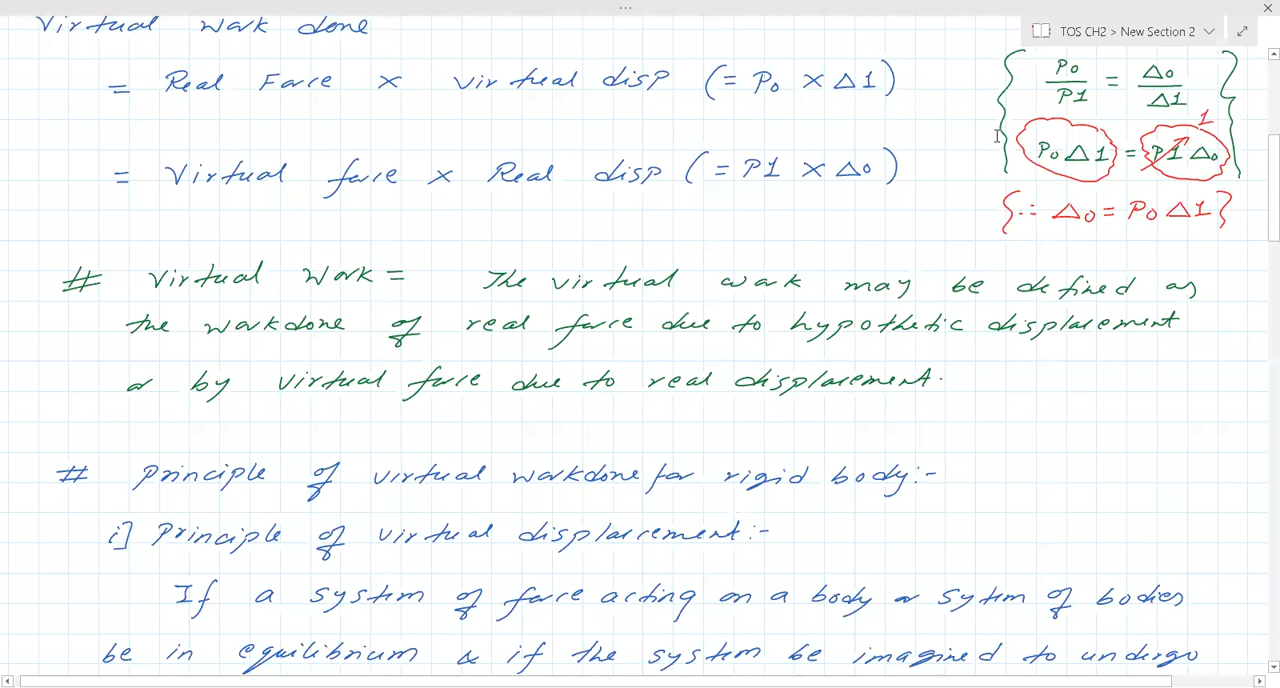 TOS CH2 > New Section 2
Virtual Work done
= Real Force × Virtual disp (= P0 × Δ1)
= Virtual force × Real disp (= P1 × Δ0)
P0/P1 = Δ0/Δ1
1
P0 Δ1 = P1 Δ0
{∴ Δ0 = P0 Δ1}
# Virtual Work = The virtual work may be defined as
the workdone of real force due to hypothetic displacement
or by virtual force due to real displacement.
# Principle of virtual workdone for rigid body:-
i] Principle of virtual displacement:-
If a system of force acting on a body or sytem of bodies
be in equilibrium & if the system be imagined to undergo